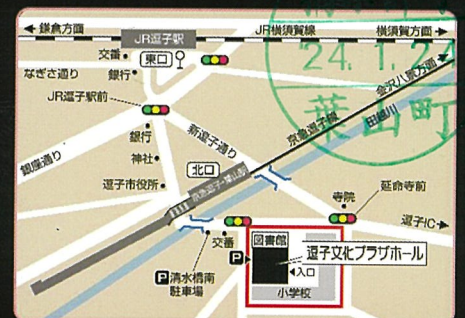 鎌倉方面
JR逗子駅
JR横須賀線
横須賀方面
交番
東口
24.1.24
なぎさ通り
銀行
金沢八景方面
JR逗子駅前
葉山町
京急逗子線
田越川
銀行
新逗子通り
銀座通り
神社
北口
逗子市役所
京急逗子・葉山駅
寺院
延命寺前
逗子IC
交番
図書館
逗子文化プラザホール
P
入口
P清水橋南
駐車場
小学校